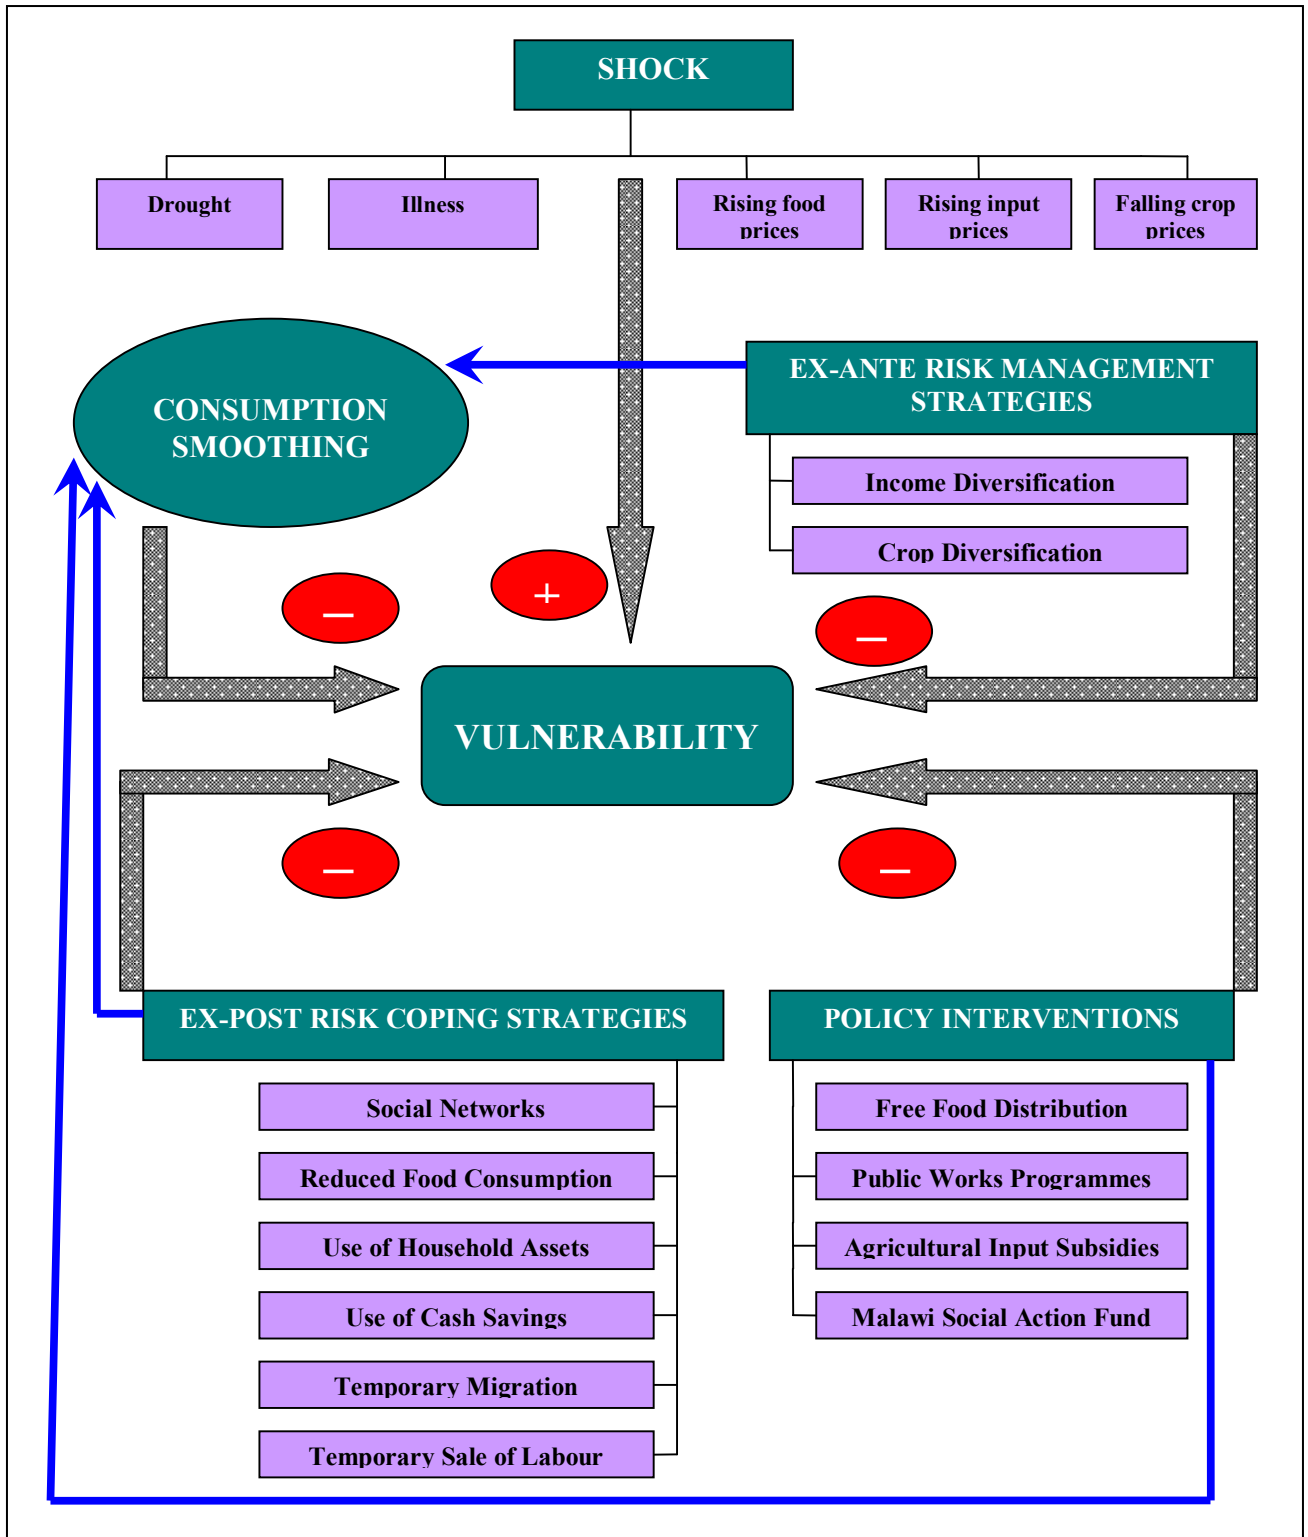 SHOCK
Drought
Illness
Rising food
prices
Rising input
prices
Falling crop
prices
CONSUMPTION
SMOOTHING
EX-ANTE RISK MANAGEMENT
STRATEGIES
Income Diversification
Crop Diversification
–
+
–
VULNERABILITY
–
–
EX-POST RISK COPING STRATEGIES
Social Networks
Reduced Food Consumption
Use of Household Assets
Use of Cash Savings
Temporary Migration
Temporary Sale of Labour
POLICY INTERVENTIONS
Free Food Distribution
Public Works Programmes
Agricultural Input Subsidies
Malawi Social Action Fund